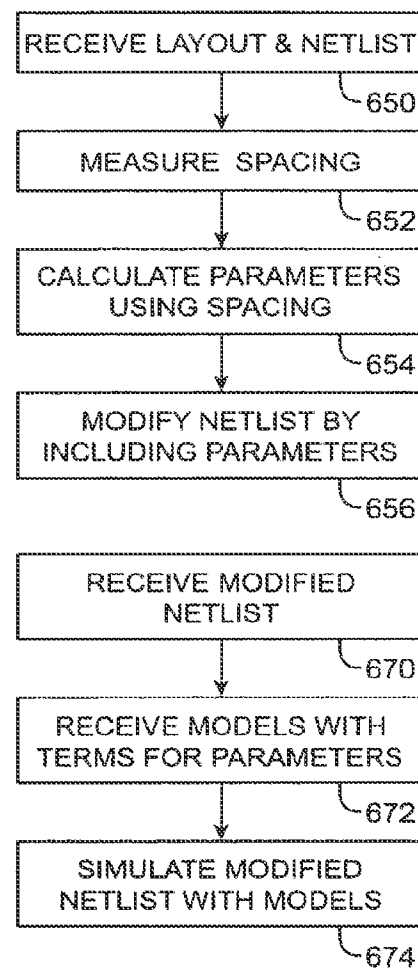 RECEIVE LAYOUT & NETLIST
650
MEASURE SPACING
652
CALCULATE PARAMETERS
USING SPACING
654
MODIFY NETLIST BY
INCLUDING PARAMETERS
656
RECEIVE MODIFIED
NETLIST
670
RECEIVE MODELS WITH
TERMS FOR PARAMETERS
672
SIMULATE MODIFIED
NETLIST WITH MODELS
674